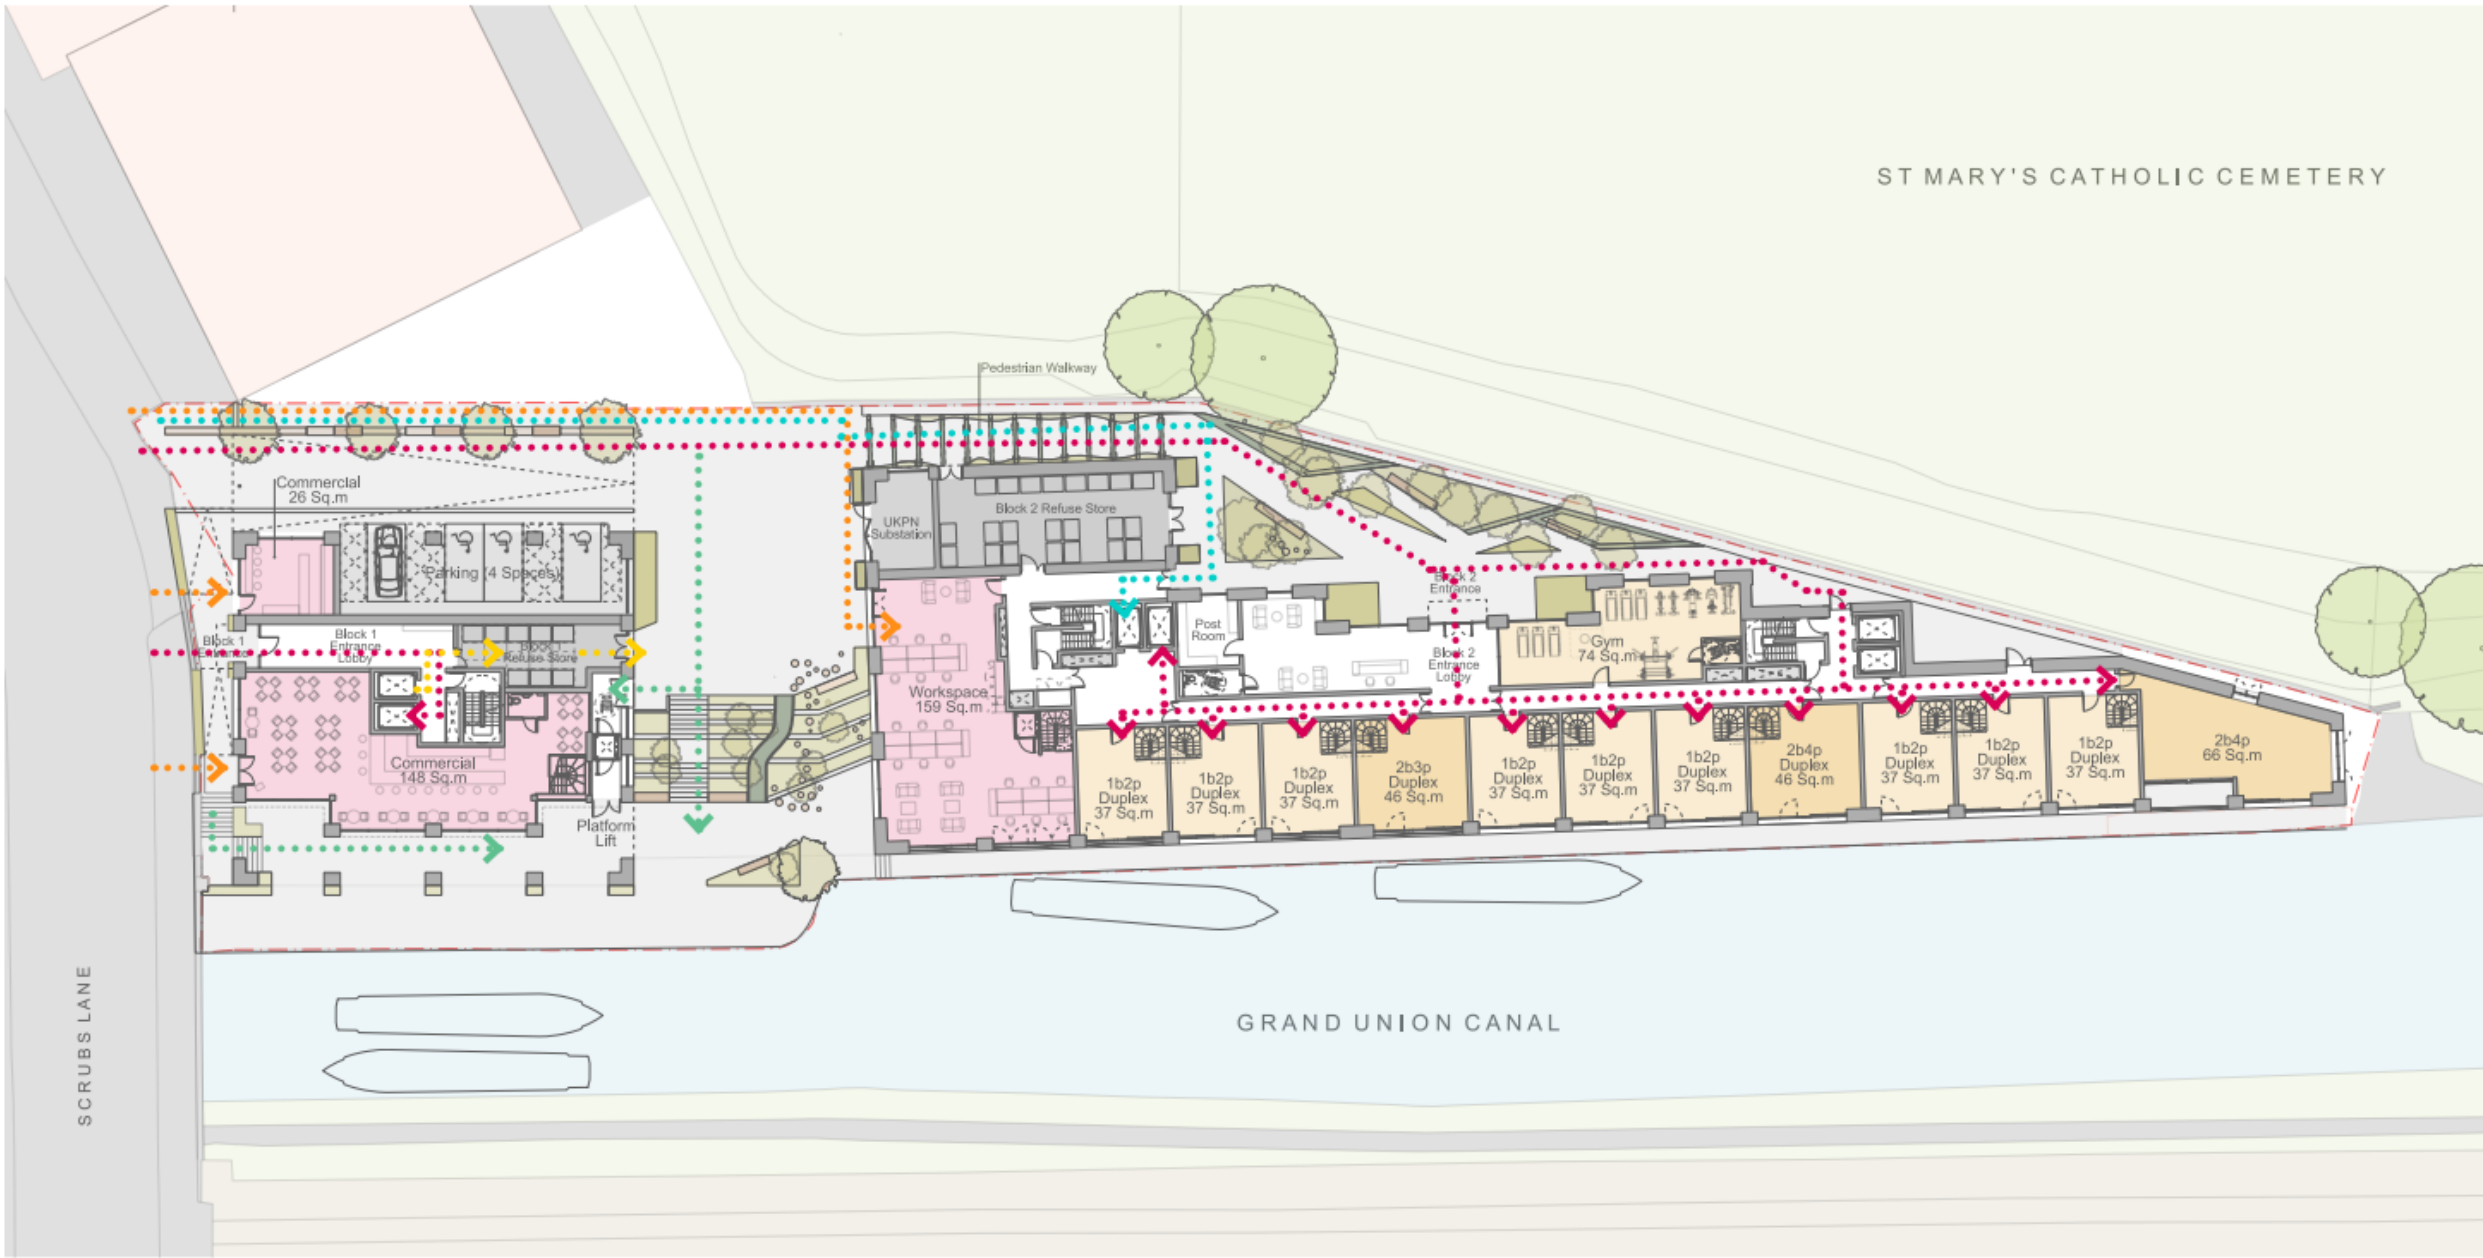 ST MARY'S CATHOLIC CEMETERY
Pedestrian Walkway
Commercial
26 Sq.m
Parking (4 Spaces)
UKPN
Substation
Block 2 Refuse Store
Block 1
Entrance
Block 1
Entrance
Lobby
Block 1
Refuse Store
Commercial
148 Sq.m
Platform
Lift
Workspace
159 Sq.m
Post
Room
Block 2
Entrance
Block 2
Entrance
Lobby
Gym
74 Sq.m
1b2p
Duplex
37 Sq.m
1b2p
Duplex
37 Sq.m
1b2p
Duplex
37 Sq.m
2b3p
Duplex
46 Sq.m
1b2p
Duplex
37 Sq.m
1b2p
Duplex
37 Sq.m
1b2p
Duplex
37 Sq.m
2b4p
Duplex
46 Sq.m
1b2p
Duplex
37 Sq.m
1b2p
Duplex
37 Sq.m
1b2p
Duplex
37 Sq.m
2b4p
66 Sq.m
GRAND UNION CANAL
SCRUBS LANE